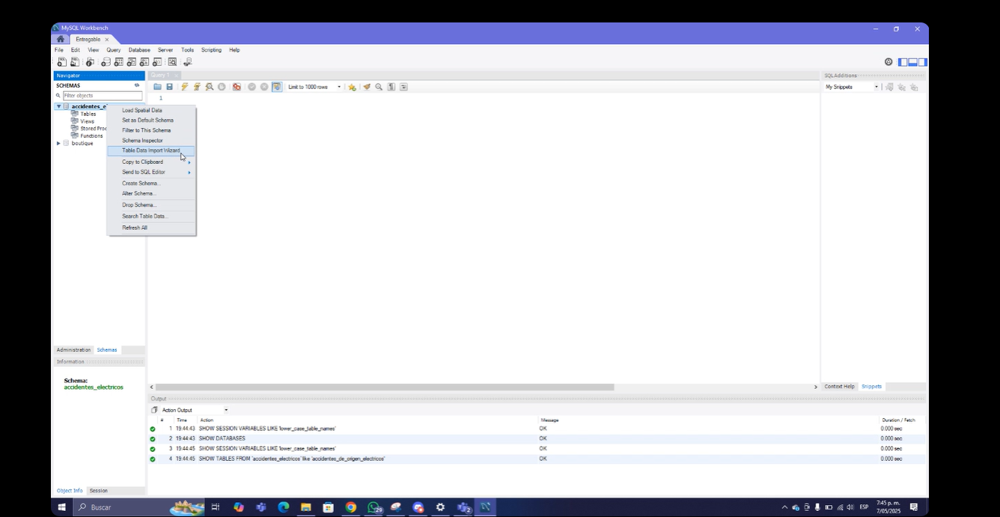 MySQL Workbench
Entregable ×
File Edit View Query Database Server Tools Scripting Help
Navigator
Query 1 ×
SQLAdditions
SCHEMAS
Filter objects
Limit to 1000 rows
My Snippets
1
accidentes_el
Tables
Views
Stored Proc
Functions
boutique
Load Spatial Data
Set as Default Schema
Filter to This Schema
Schema Inspector
Table Data Import Wizard
Copy to Clipboard
Send to SQL Editor
Create Schema...
Alter Schema...
Drop Schema...
Search Table Data...
Refresh All
Administration Schemas
Information
Schema:
accidentes_electricos
Context Help Snippets
Output
Action Output
# Time Action Message Duration / Fetch
1 19:44:43 SHOW SESSION VARIABLES LIKE 'lower_case_table_names' OK 0.000 sec
2 19:44:43 SHOW DATABASES OK 0.000 sec
3 19:44:45 SHOW SESSION VARIABLES LIKE 'lower_case_table_names' OK 0.000 sec
4 19:44:45 SHOW TABLES FROM `accidentes_electricos` like 'accidentes_de_origen_electricos' OK 0.000 sec
Object Info Session
Buscar
29
2
ESP
7:45 p. m.
7/05/2025